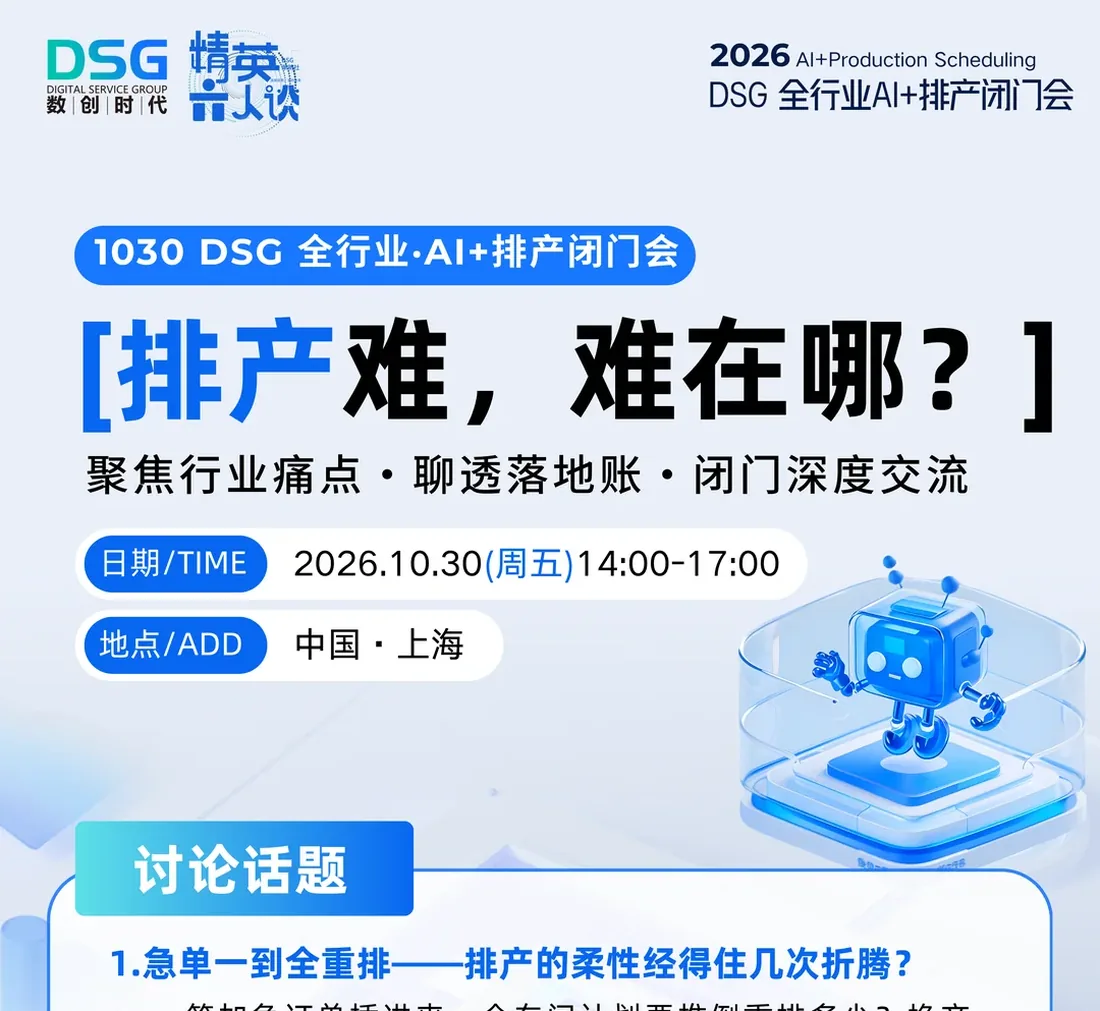 DSG
DIGITAL SERVICE GROUP
数|创|时|代
精英
六人谈
2026 AI+Production Scheduling
DSG 全行业AI+排产闭门会
1030 DSG 全行业·AI+排产闭门会
[排产难，难在哪？]
聚焦行业痛点·聊透落地账·闭门深度交流
日期/TIME 2026.10.30(周五)14:00-17:00
地点/ADD 中国·上海
讨论话题
1.急单一到全重排——排产的柔性经得住几次折腾？